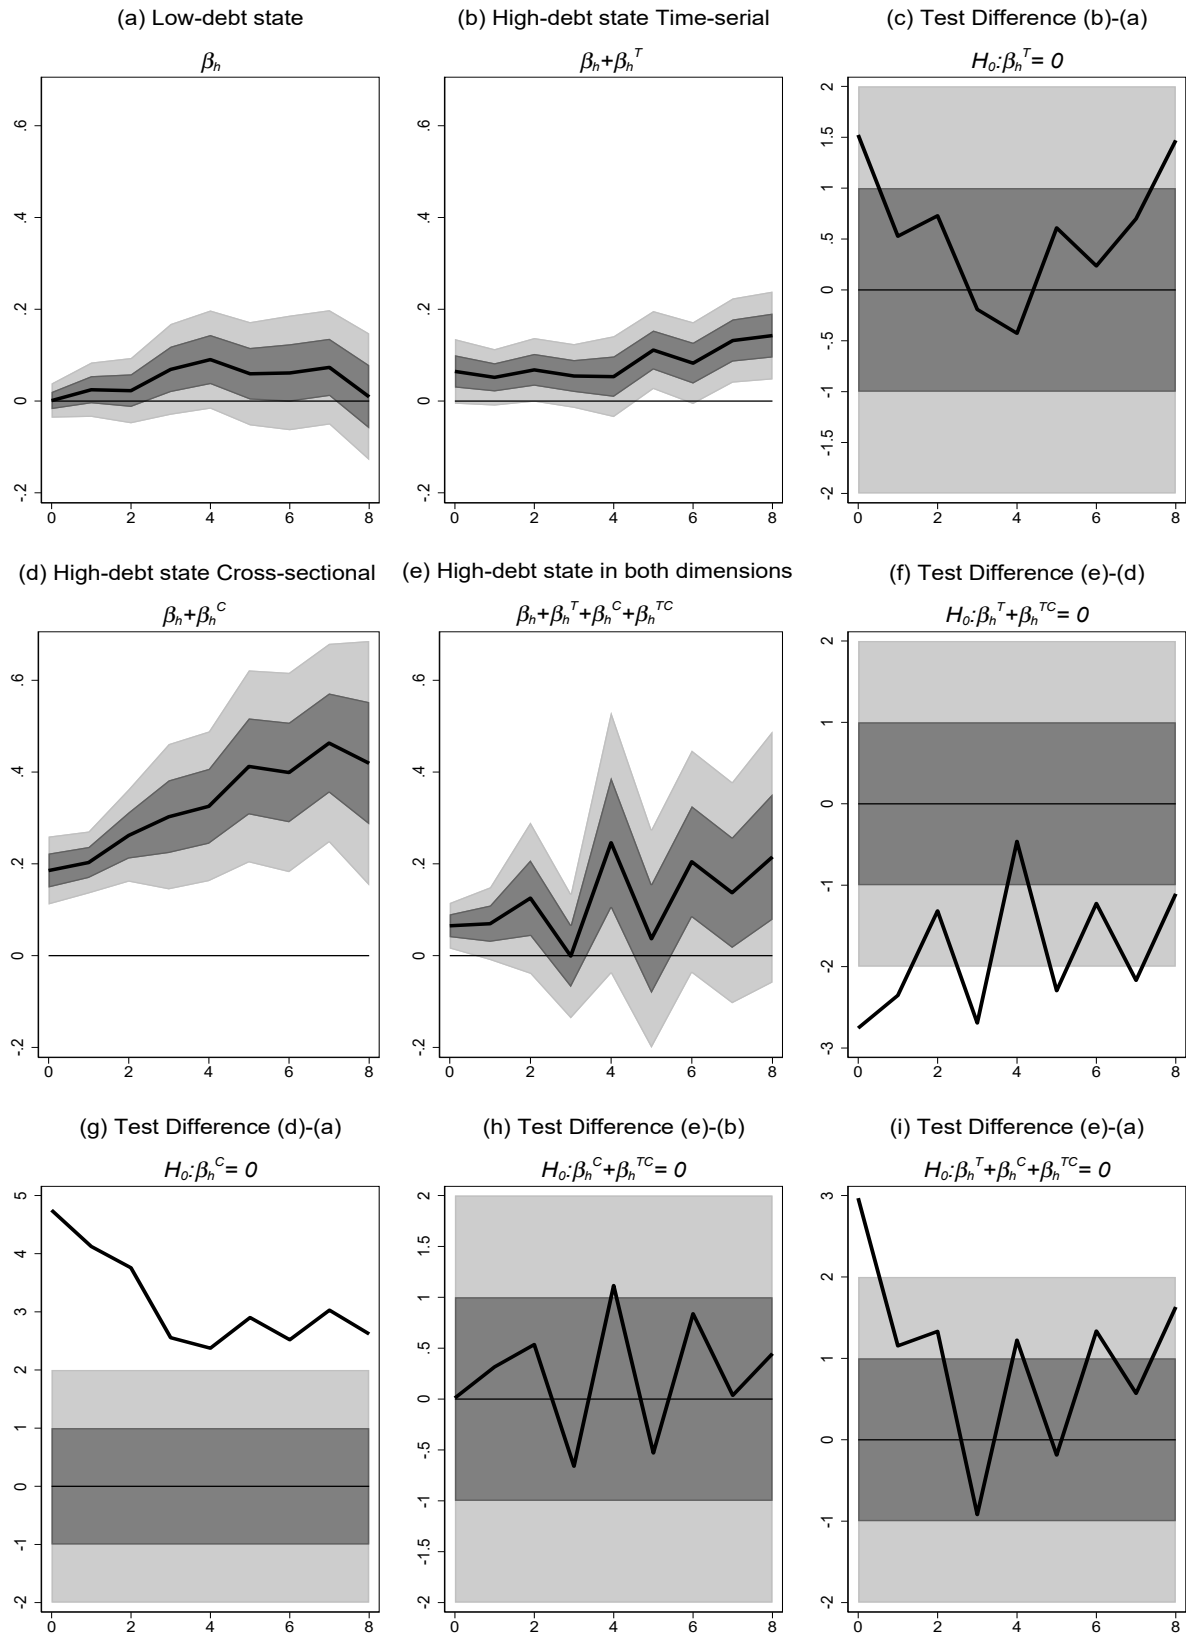 (a) Low-debt state
βₕ
.6
.4
.2
0
-.2
0 2 4 6 8
(b) High-debt state Time-serial
βₕ+βₕᵀ
.6
.4
.2
0
-.2
0 2 4 6 8
(c) Test Difference (b)-(a)
H₀:βₕᵀ= 0
2
1.5
1
.5
0
-.5
-1
-1.5
-2
0 2 4 6 8
(d) High-debt state Cross-sectional
βₕ+βₕᶜ
.6
.4
.2
0
-.2
0 2 4 6 8
(e) High-debt state in both dimensions
βₕ+βₕᵀ+βₕᶜ+βₕᵀᶜ
.6
.4
.2
0
-.2
0 2 4 6 8
(f) Test Difference (e)-(d)
H₀:βₕᵀ+βₕᵀᶜ= 0
2
1
0
-1
-2
-3
0 2 4 6 8
(g) Test Difference (d)-(a)
H₀:βₕᶜ= 0
5
4
3
2
1
0
-1
-2
0 2 4 6 8
(h) Test Difference (e)-(b)
H₀:βₕᶜ+βₕᵀᶜ= 0
2
1.5
1
.5
0
-.5
-1
-1.5
-2
0 2 4 6 8
(i) Test Difference (e)-(a)
H₀:βₕᵀ+βₕᶜ+βₕᵀᶜ= 0
3
2
1
0
-1
-2
0 2 4 6 8